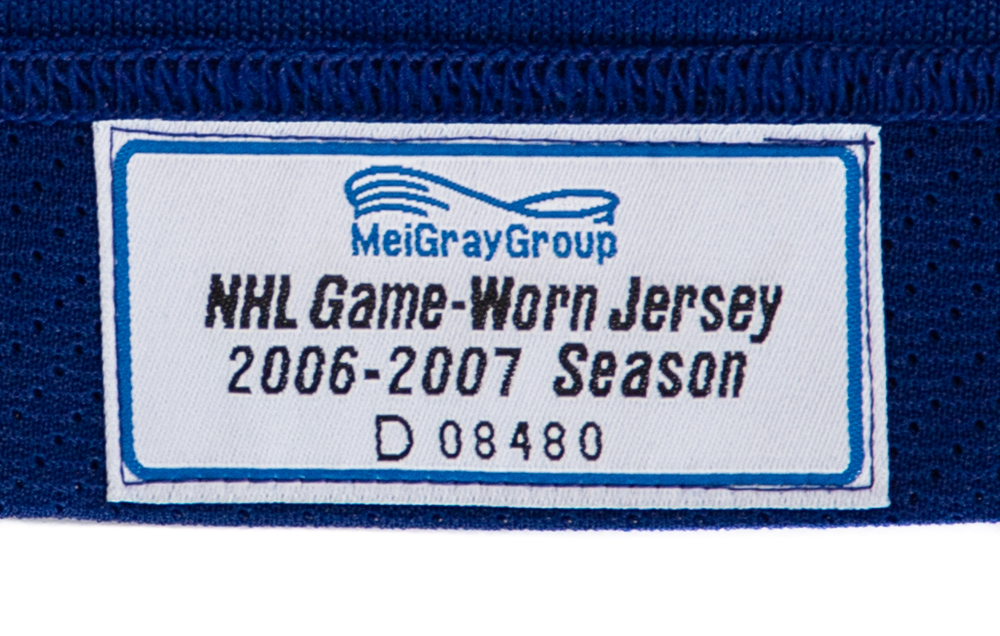 MeiGrayGroup
NHL Game-Worn Jersey
2006-2007 Season
D 08480